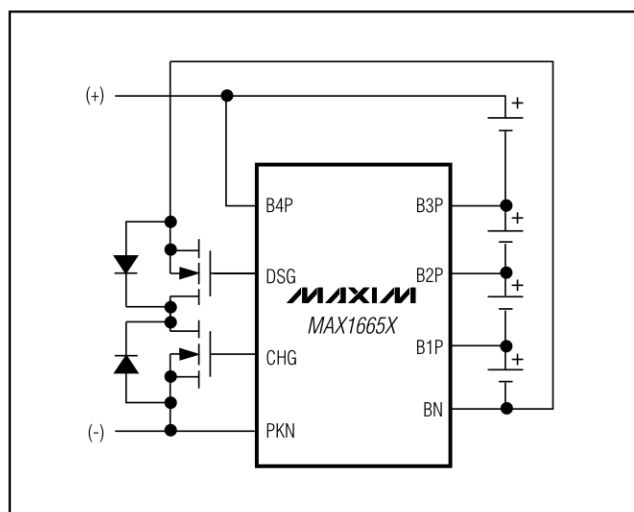 (+)
B4P
B3P
DSG
B2P
MAXIM
MAX1665X
CHG
B1P
BN
(-)
PKN
+
+
+
+